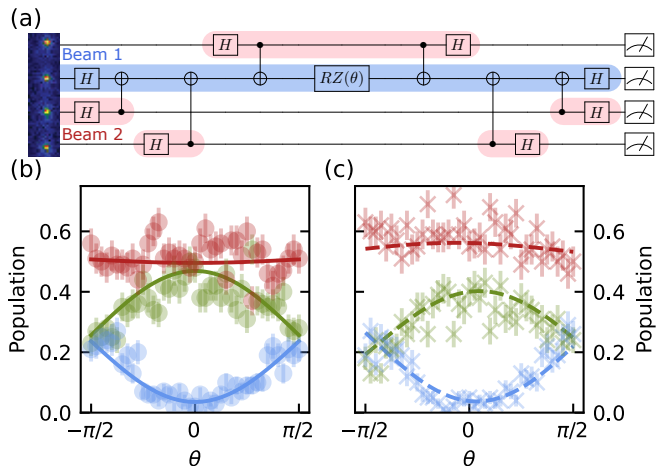 (a)
H H
Beam 1
H RZ(θ) H
H H
Beam 2
H H
(b) (c)
Population
0.6
0.4
0.2
0.0
−π/2 0 π/2
θ
−π/2 0 π/2
θ
0.6
0.4
0.2
0.0
Population